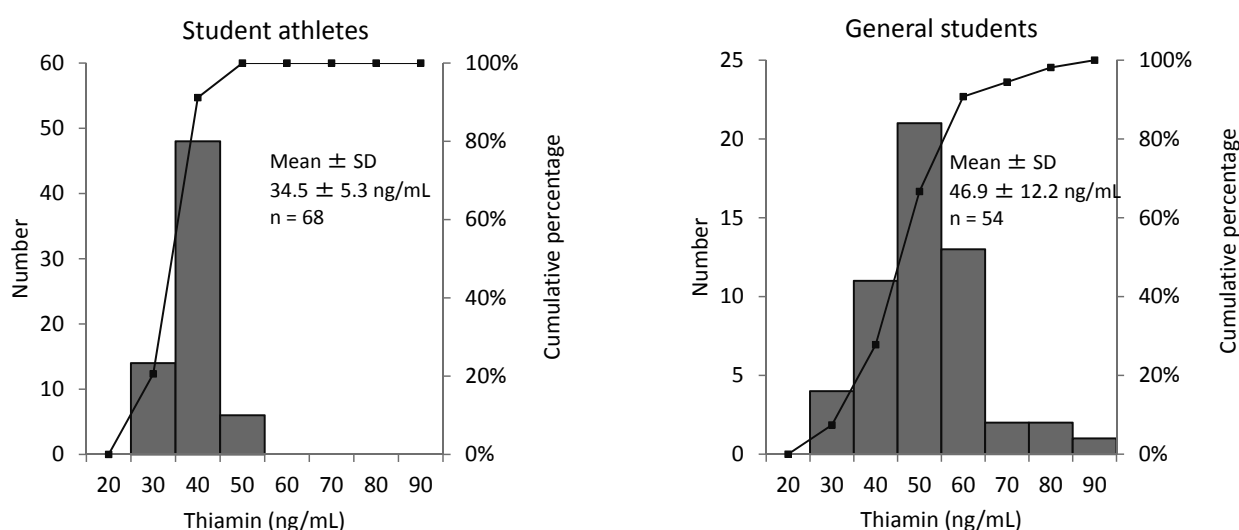 Student athletes
60
50
40
30
20
10
0
Number
100%
80%
60%
40%
20%
0%
Cumulative percentage
Mean ± SD
34.5 ± 5.3 ng/mL
n = 68
20 30 40 50 60 70 80 90
Thiamin (ng/mL)
General students
25
20
15
10
5
0
Number
100%
80%
60%
40%
20%
0%
Cumulative percentage
Mean ± SD
46.9 ± 12.2 ng/mL
n = 54
20 30 40 50 60 70 80 90
Thiamin (ng/mL)